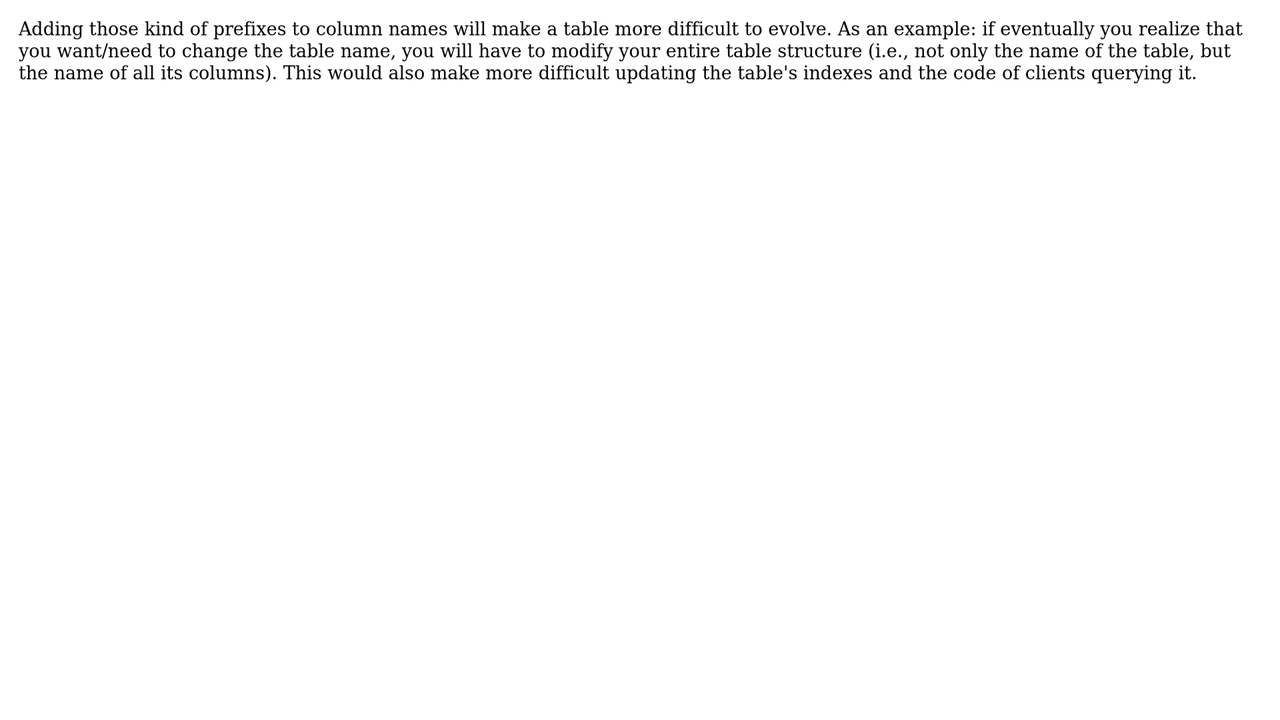 Adding those kind of prefixes to column names will make a table more difficult to evolve. As an example: if eventually you realize that
you want/need to change the table name, you will have to modify your entire table structure (i.e., not only the name of the table, but
the name of all its columns). This would also make more difficult updating the table's indexes and the code of clients querying it.